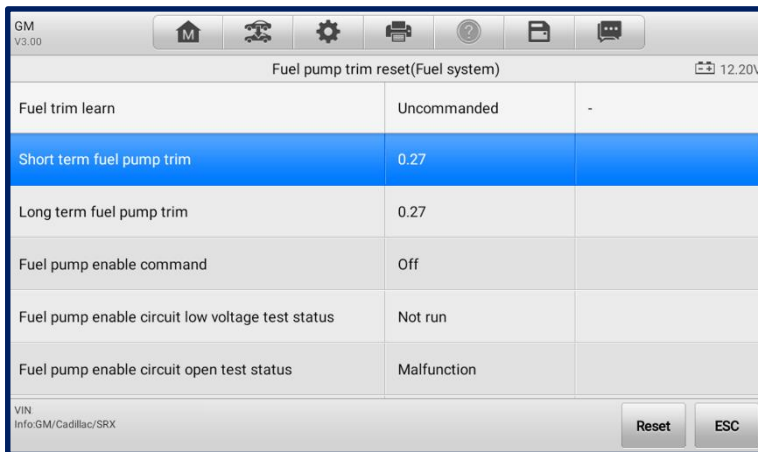 GM
V3.00
M
Fuel pump trim reset(Fuel system) 12.20V
Fuel trim learn Uncommanded -
Short term fuel pump trim 0.27
Long term fuel pump trim 0.27
Fuel pump enable command Off
Fuel pump enable circuit low voltage test status Not run
Fuel pump enable circuit open test status Malfunction
VIN
Info:GM/Cadillac/SRX
Reset ESC